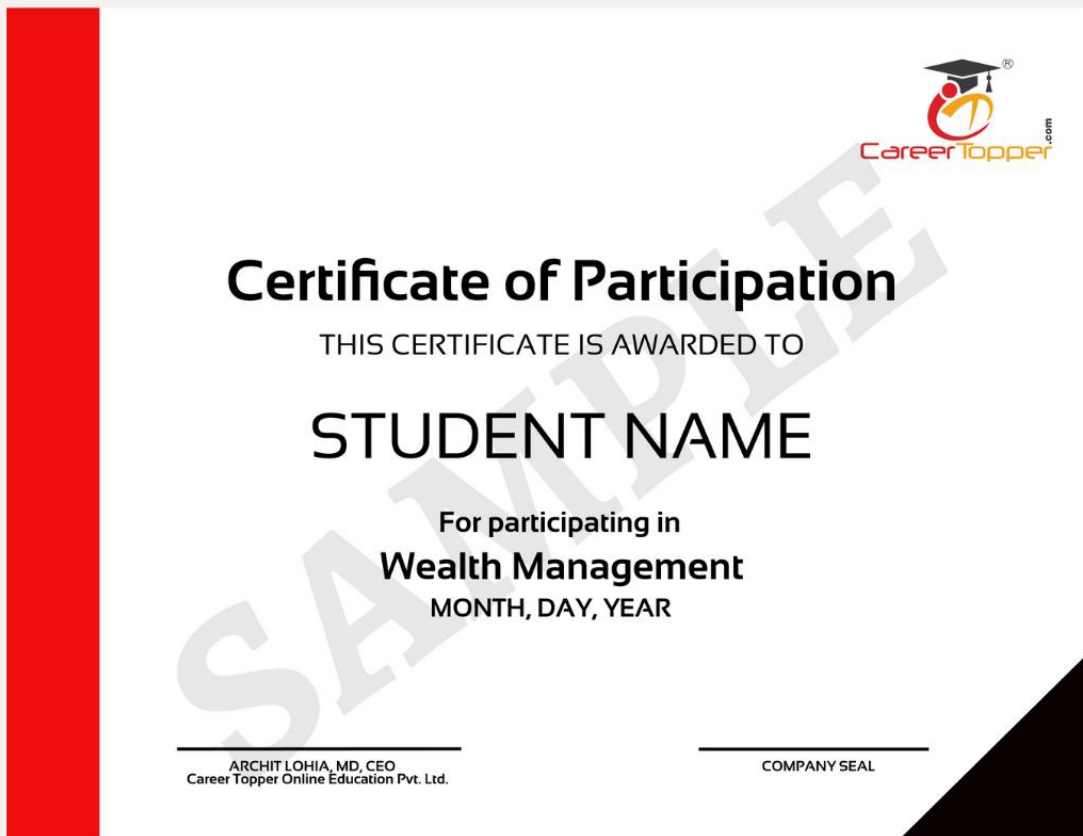 ®
CareerTopper.com
Certificate of Participation
THIS CERTIFICATE IS AWARDED TO
STUDENT NAME
For participating in
Wealth Management
MONTH, DAY, YEAR
SAMPLE
ARCHIT LOHIA, MD, CEO
Career Topper Online Education Pvt. Ltd.
COMPANY SEAL